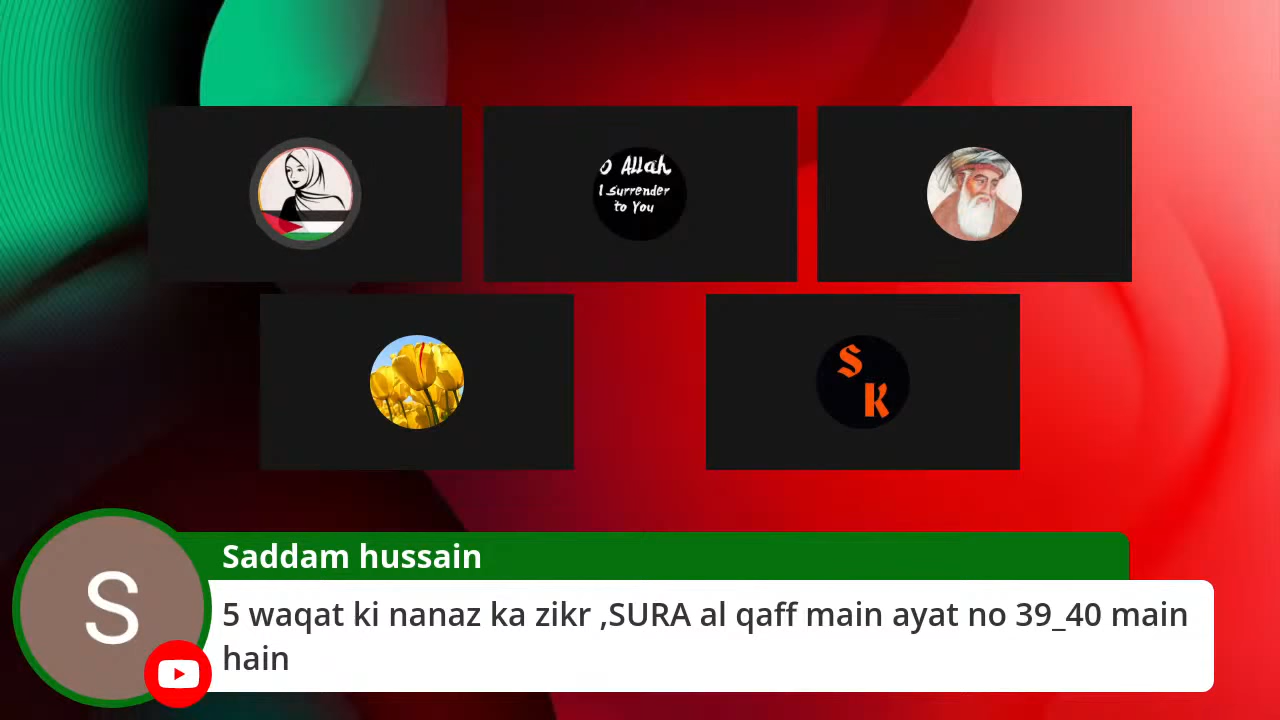 O Allah
I surrender
to You
S
K
Saddam hussain
S
5 waqat ki nanaz ka zikr ,SURA al qaff main ayat no 39_40 main
hain